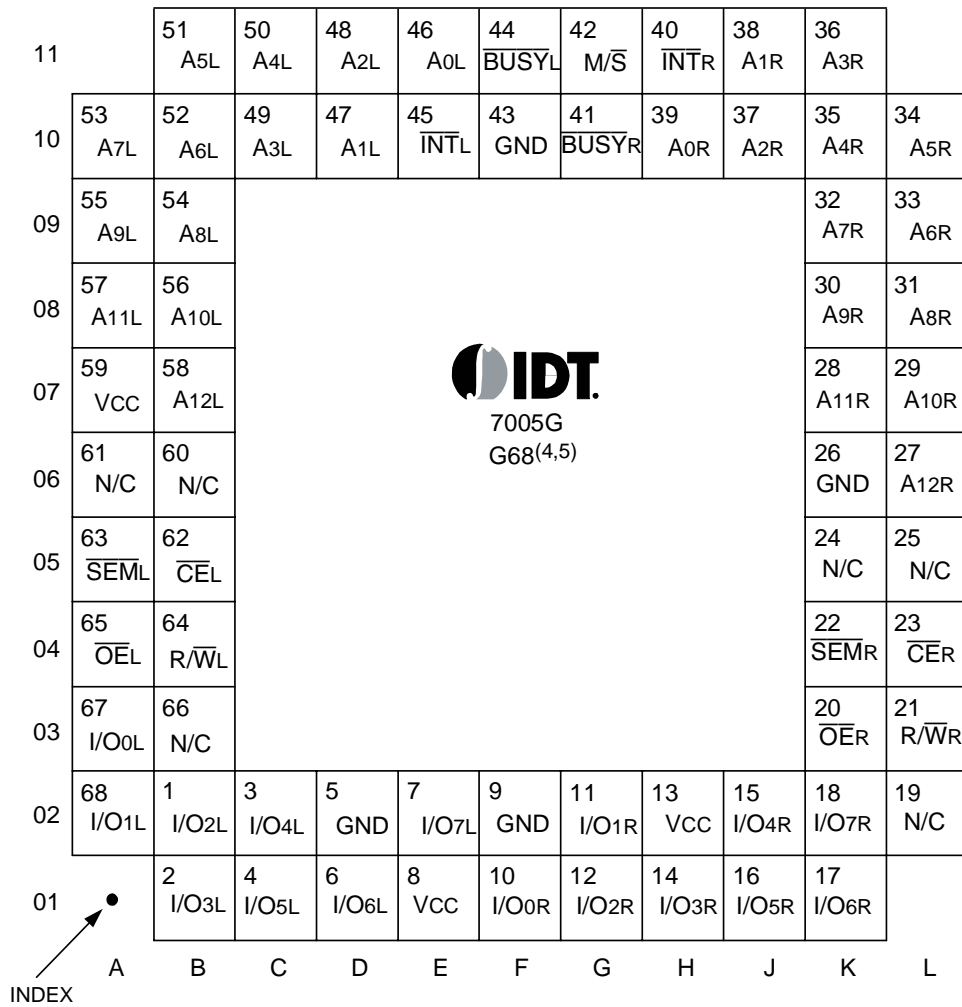 11 51 50 48 46 44 42 40 38 36
A5L A4L A2L A0L BUSYL M/S INTR A1R A3R
10 53 52 49 47 45 43 41 39 37 35 34
A7L A6L A3L A1L INTL GND BUSYR A0R A2R A4R A5R
09 55 54 32 33
A9L A8L A7R A6R
08 57 56 30 31
A11L A10L A9R A8R
07 59 58 28 29
VCC A12L A11R A10R
IDT.
7005G
G68(4,5)
06 61 60 26 27
N/C N/C GND A12R
05 63 62 24 25
SEML CEL N/C N/C
04 65 64 22 23
OEL R/WL SEMR CER
03 67 66 20 21
I/O0L N/C OER R/WR
02 68 1 3 5 7 9 11 13 15 18 19
I/O1L I/O2L I/O4L GND I/O7L GND I/O1R VCC I/O4R I/O7R N/C
01 2 4 6 8 10 12 14 16 17
I/O3L I/O5L I/O6L VCC I/O0R I/O2R I/O3R I/O5R I/O6R
A B C D E F G H J K L
INDEX